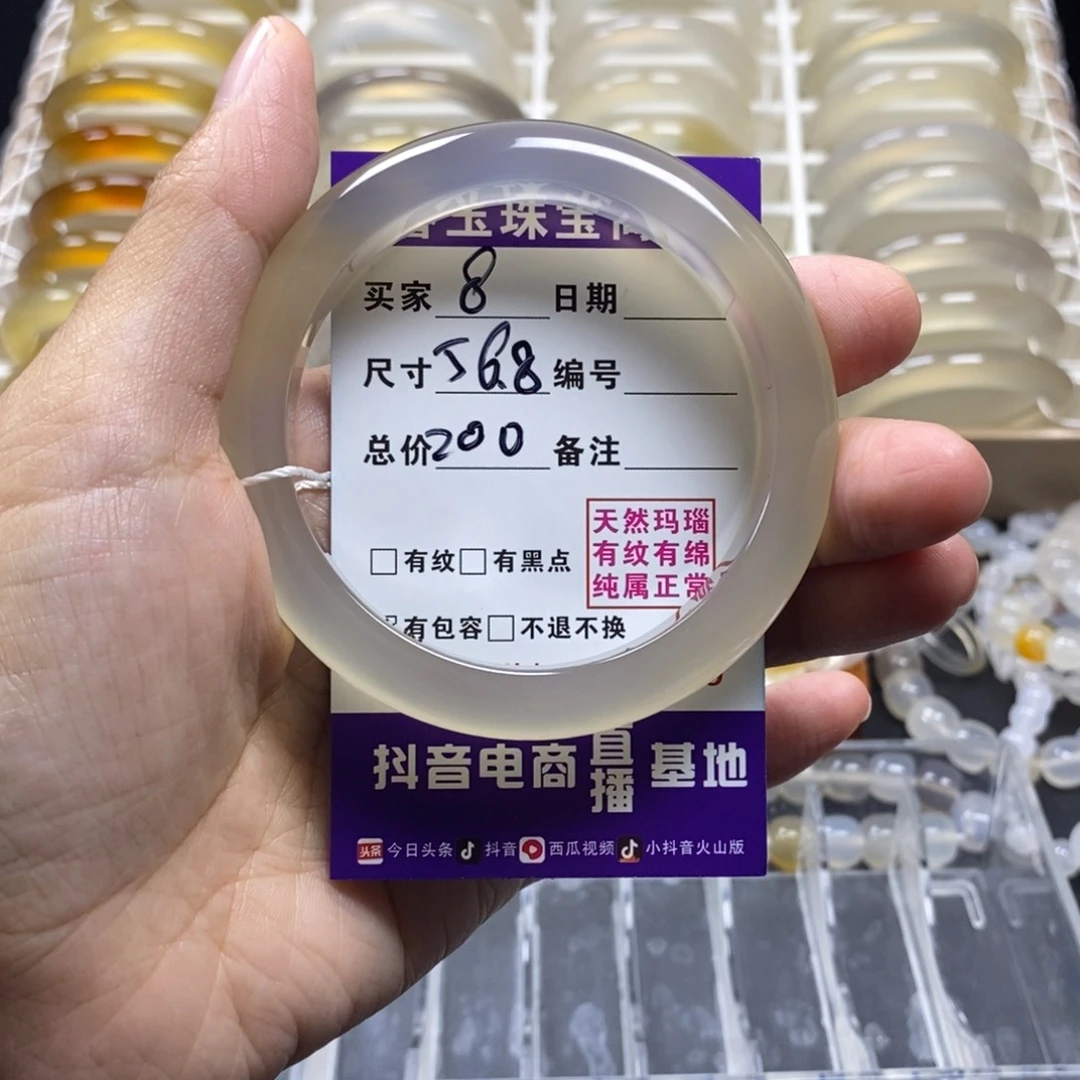 玉珠宝商
买家 8 日期
尺寸 56.8 编号
总价 200 备注
天然玛瑙
有纹有绵
纯属正常
□有纹□有黑点
有包容□不退不换
抖音电商直播基地
头条 今日头条 抖音 西瓜视频 小抖音火山版